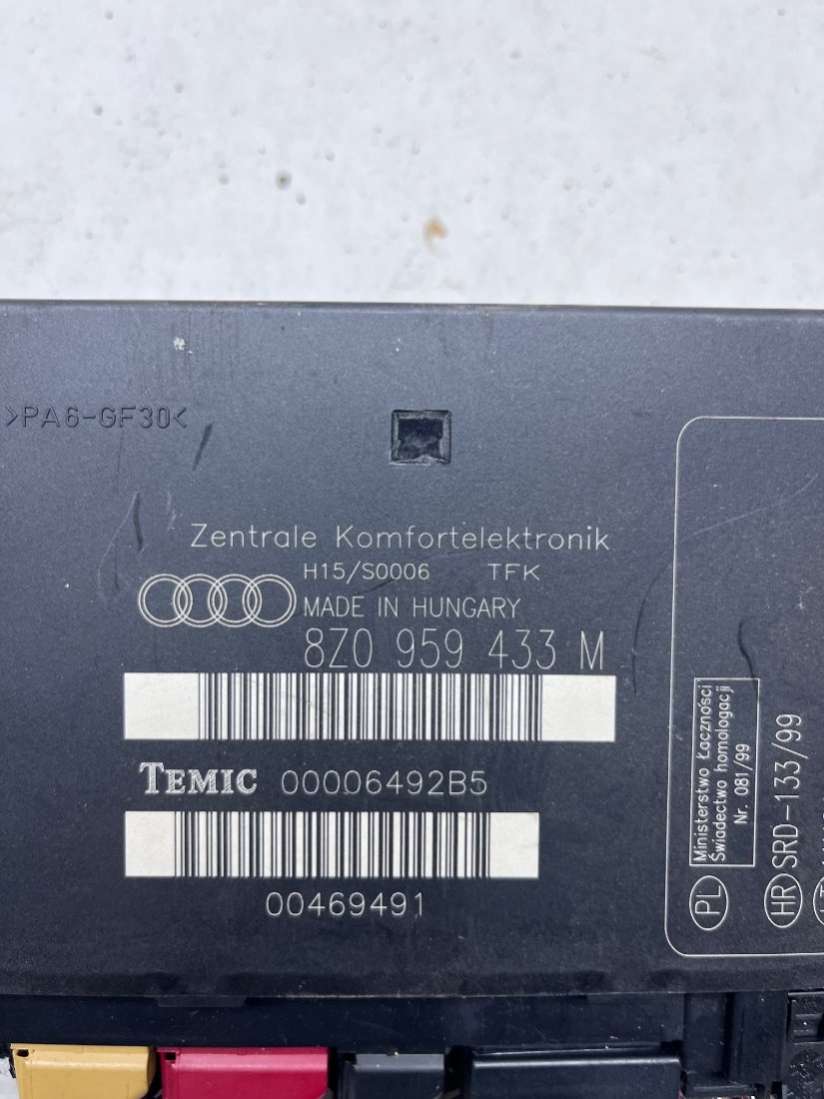 >PA6-GF30<
Zentrale Komfortelektronik
H15/S0006 TFK
MADE IN HUNGARY
8Z0 959 433 M
TEMIC 00006492B5
00469491
PL
Ministerstwo Łaczności
Świadectwo homologacji
Nr. 081/99
HR SRD-133/99